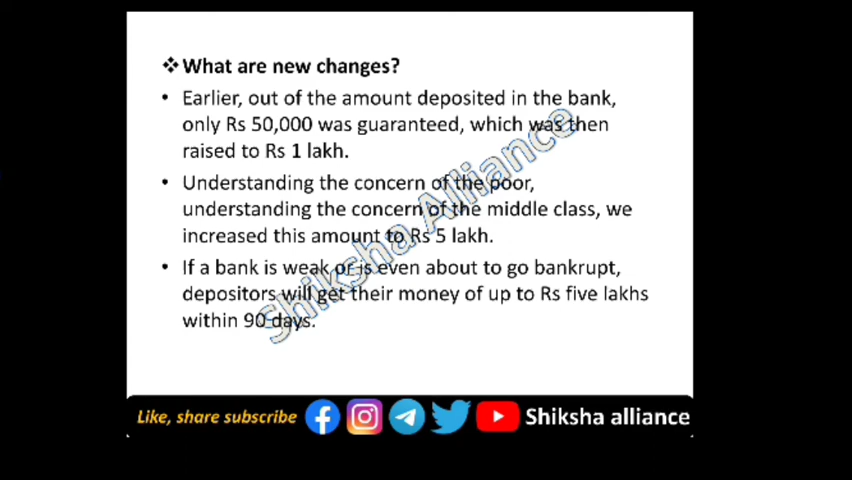 ❖What are new changes?
• Earlier, out of the amount deposited in the bank,
only Rs 50,000 was guaranteed, which was then
raised to Rs 1 lakh.
• Understanding the concern of the poor,
understanding the concern of the middle class, we
increased this amount to Rs 5 lakh.
• If a bank is weak or is even about to go bankrupt,
depositors will get their money of up to Rs five lakhs
within 90 days.
Shiksha Alliance
Like, share subscribe Shiksha alliance